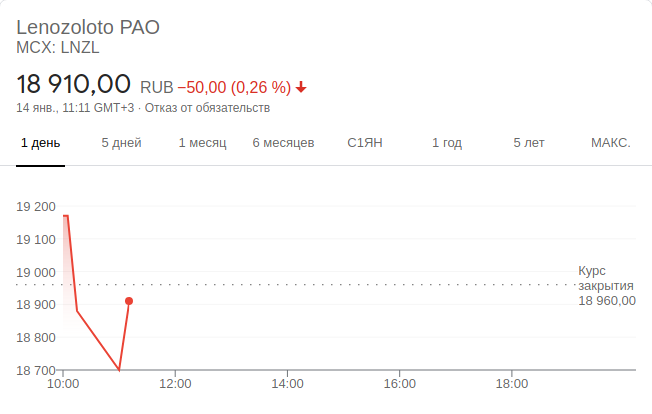 Lenozoloto PAO
MCX: LNZL
18 910,00 RUB −50,00 (0,26 %)
14 янв., 11:11 GMT+3 · Отказ от обязательств
1 день 5 дней 1 месяц 6 месяцев С1ЯН 1 год 5 лет МАКС.
19 200
19 100
19 000
18 900
18 800
18 700
Курс
закрытия
18 960,00
10:00 12:00 14:00 16:00 18:00